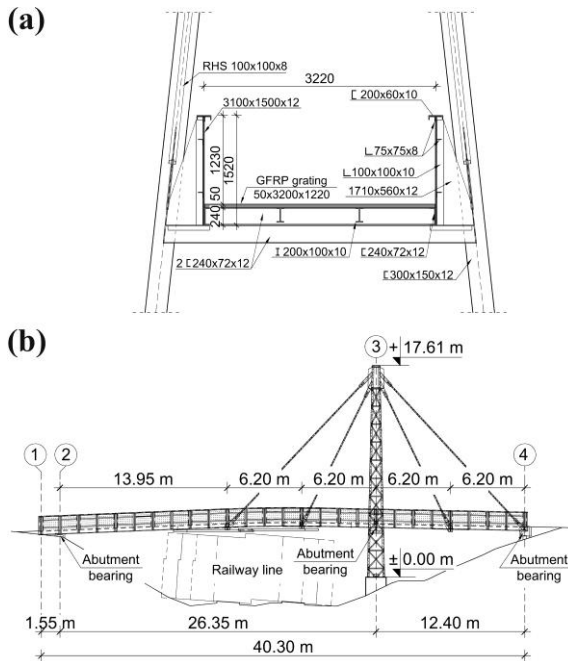 (a)
RHS 100x100x8
3220
3100x1500x12
[ 200x60x10
1230
1520
50
240
L75x75x8
L100x100x10
GFRP grating
1710x560x12
50x3200x1220
I 200x100x10
[240x72x12
2 [ 240x72x12
[300x150x12
(b)
3
+ 17.61 m
1
2
4
13.95 m
6.20 m
6.20 m
6.20 m
6.20 m
Abutment
bearing
Railway line
Abutment
bearing
± 0.00 m
Abutment
bearing
1.55 m
26.35 m
12.40 m
40.30 m